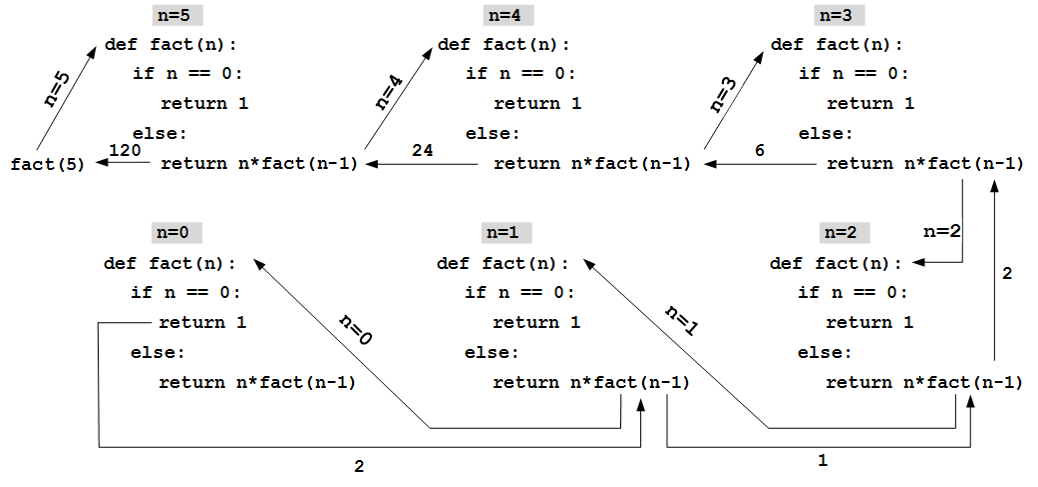 n=5
def fact(n):
if n == 0:
return 1
else:
return n*fact(n-1)
n=4
def fact(n):
if n == 0:
return 1
else:
return n*fact(n-1)
n=3
def fact(n):
if n == 0:
return 1
else:
return n*fact(n-1)
n=5
fact(5)
120
n=4
24
n=3
6
n=2
2
n=0
def fact(n):
if n == 0:
return 1
else:
return n*fact(n-1)
n=1
def fact(n):
if n == 0:
return 1
else:
return n*fact(n-1)
n=2
def fact(n):
if n == 0:
return 1
else:
return n*fact(n-1)
n=0
n=1
2
1